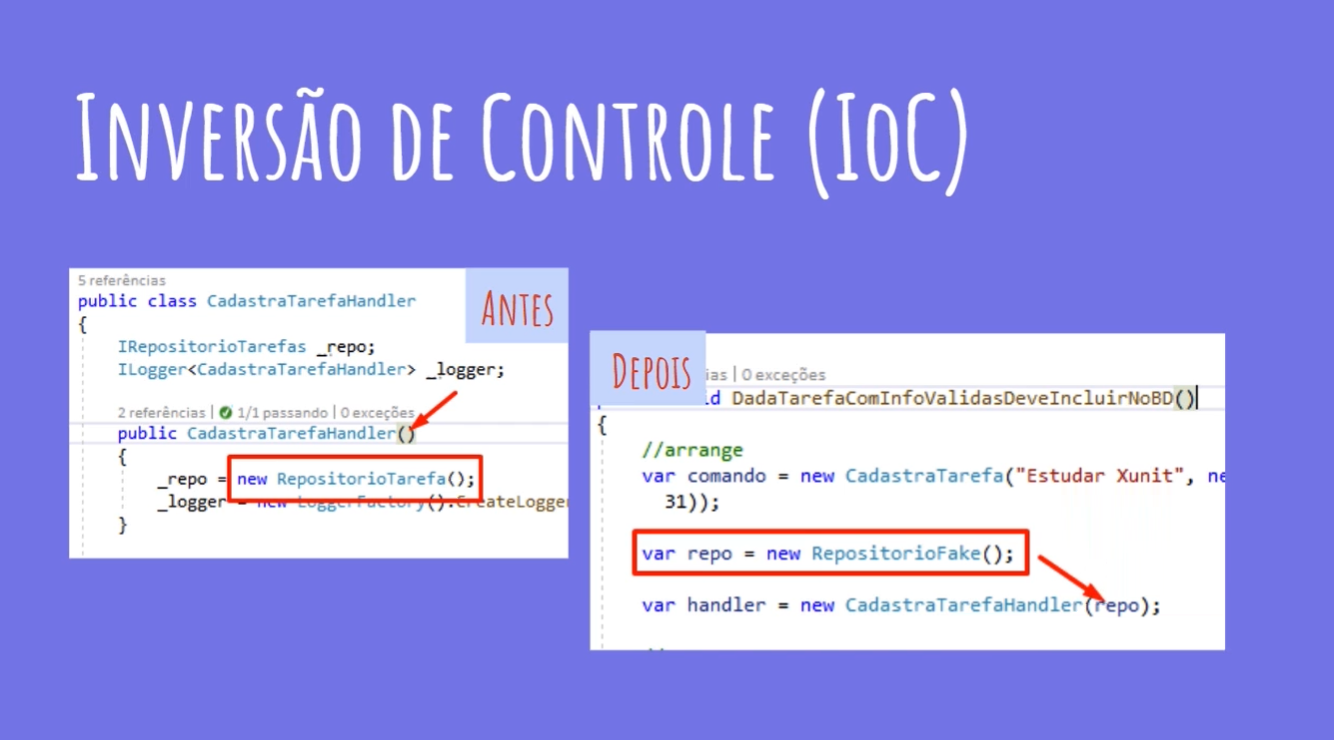 Inversão de Controle (IoC)
5 referências
Antes
public class CadastraTarefaHandler
{
IRepositorioTarefas _repo;
ILogger<CadastraTarefaHandler> _logger;
2 referências | 1/1 passando | 0 exceções
public CadastraTarefaHandler()
{
_repo = new RepositorioTarefa();
_logger = new LoggerFactory().CreateLogger
}
Depois
ias | 0 exceções
id DadaTarefaComInfoValidasDeveIncluirNoBD()
{
//arrange
var comando = new CadastraTarefa("Estudar Xunit", ne
31));
var repo = new RepositorioFake();
var handler = new CadastraTarefaHandler(repo);